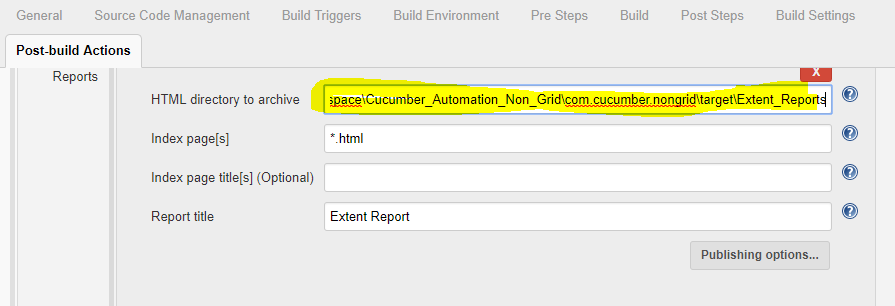 General Source Code Management Build Triggers Build Environment Pre Steps Build Post Steps Build Settings
Post-build Actions
Reports
X
HTML directory to archive space\Cucumber_Automation_Non_Grid\com.cucumber.nongrid\target\Extent_Reports ?
Index page[s] *.html ?
Index page title[s] (Optional) ?
Report title Extent Report ?
Publishing options...